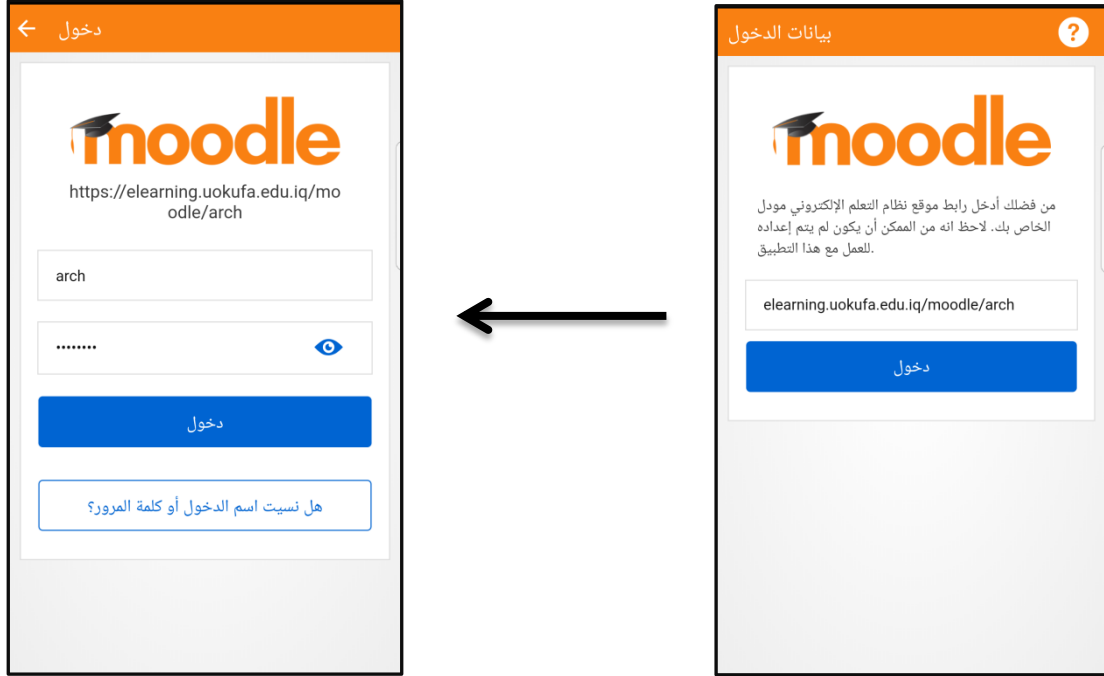 بيانات الدخول
?
moodle
من فضلك أدخل رابط موقع نظام التعلم الإلكتروني مودل
الخاص بك. لاحظ انه من الممكن أن يكون لم يتم إعداده
.للعمل مع هذا التطبيق
elearning.uokufa.edu.iq/moodle/arch
دخول
دخول
moodle
https://elearning.uokufa.edu.iq/mo
odle/arch
arch
••••••••
دخول
هل نسيت اسم الدخول أو كلمة المرور؟